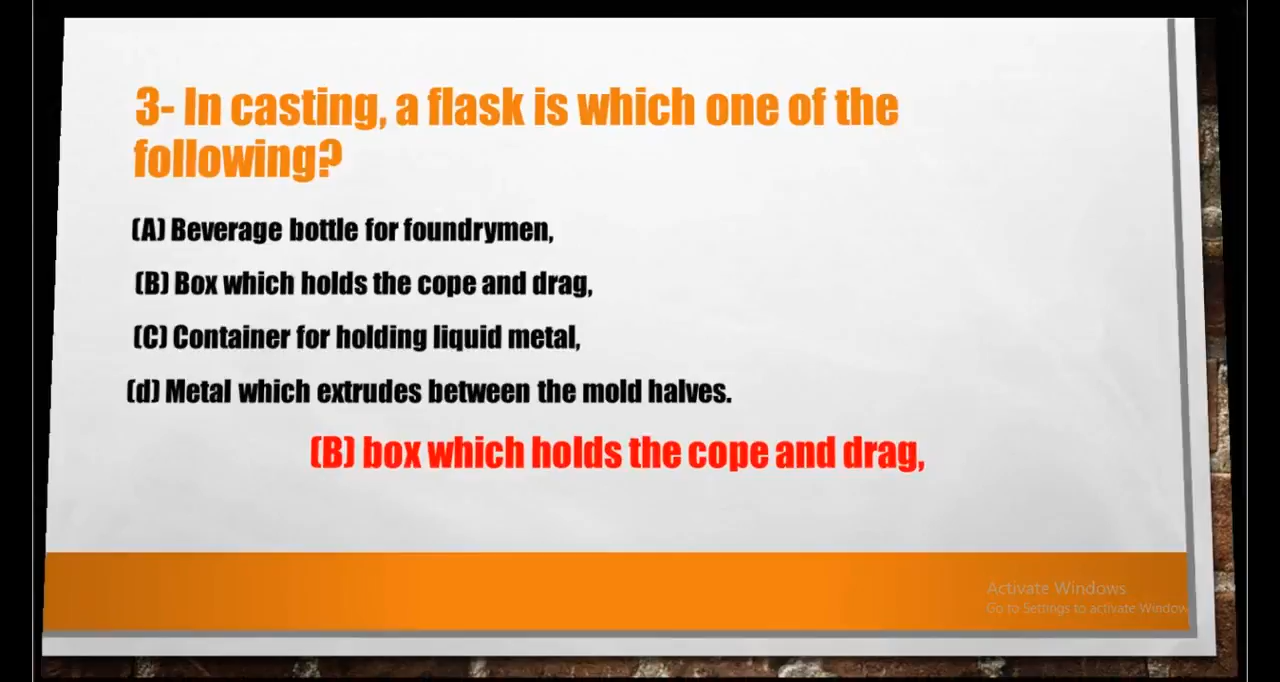 3- In casting, a flask is which one of the
following?
(A) Beverage bottle for foundrymen,
(B) Box which holds the cope and drag,
(C) Container for holding liquid metal,
(d) Metal which extrudes between the mold halves.
(B) box which holds the cope and drag,
Activate Windows
Go to Settings to activate Window